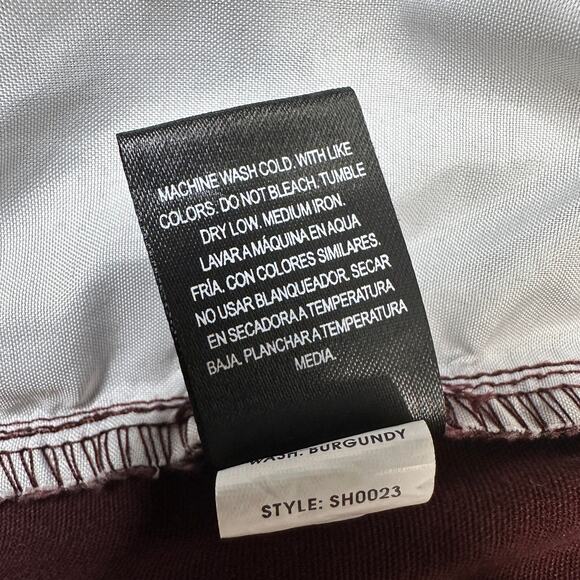 MACHINE WASH COLD. WITH LIKE
COLORS. DO NOT BLEACH. TUMBLE
DRY LOW. MEDIUM IRON.
LAVAR A MÁQUINA EN AQUA
FRÍA. CON COLORES SIMILARES.
NO USAR BLANQUEADOR. SECAR
EN SECADORA A TEMPERATURA
BAJA. PLANCHAR A TEMPERATURA
MEDIA.
WASH: BURGUNDY
STYLE: SH0023